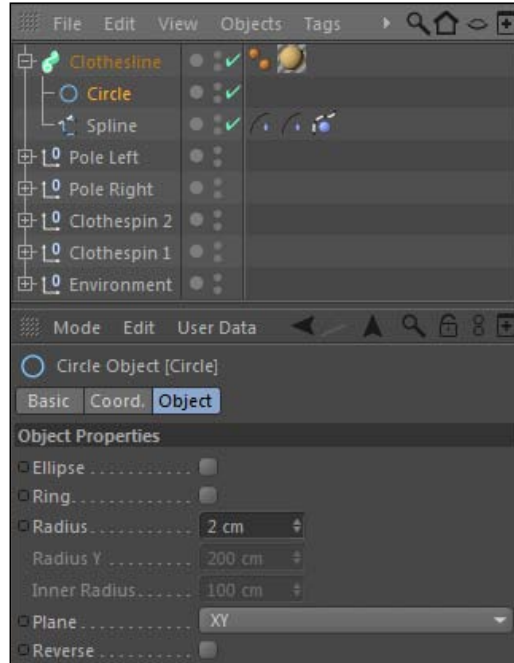 File Edit View Objects Tags
Clothesline
Circle
Spline
Pole Left
Pole Right
Clothespin 2
Clothespin 1
Environment
Mode Edit User Data
Circle Object [Circle]
Basic Coord. Object
Object Properties
Ellipse
Ring
Radius 2 cm
Radius Y 200 cm
Inner Radius 100 cm
Plane XY
Reverse